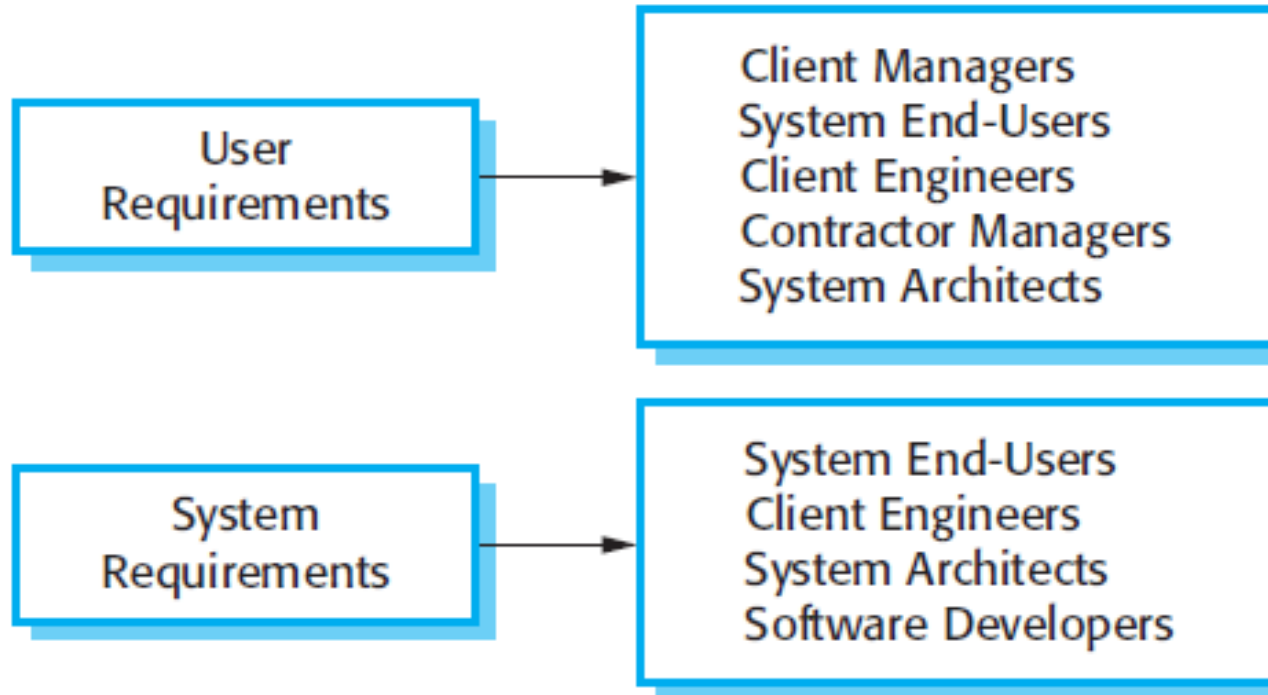 User
Requirements
Client Managers
System End-Users
Client Engineers
Contractor Managers
System Architects
System
Requirements
System End-Users
Client Engineers
System Architects
Software Developers